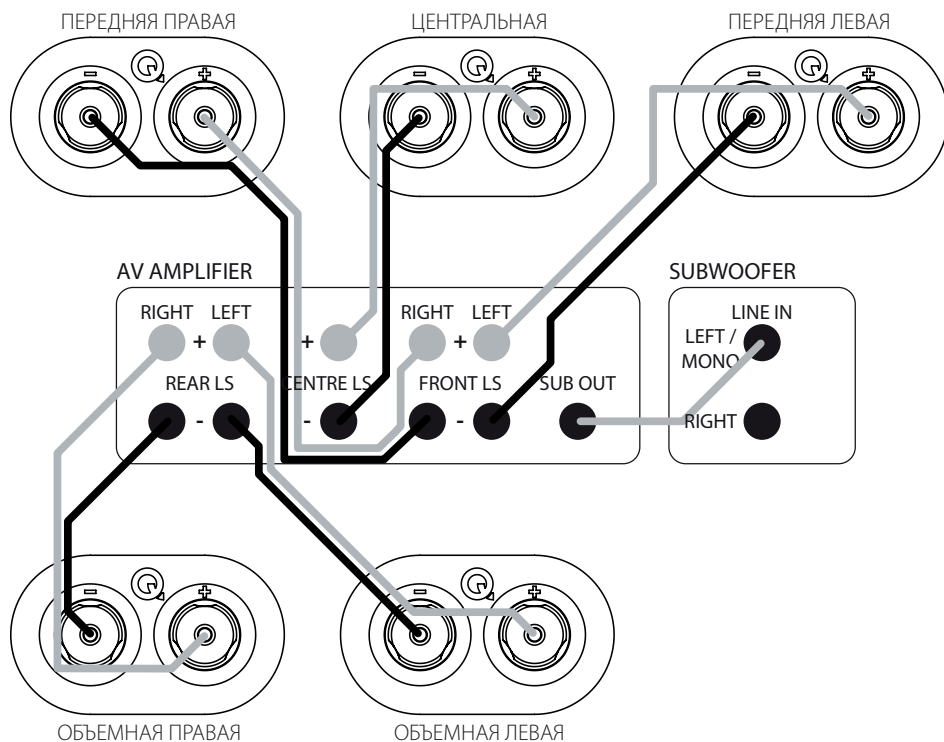 ПЕРЕДНЯЯ ПРАВАЯ
ЦЕНТРАЛЬНАЯ
ПЕРЕДНЯЯ ЛЕВАЯ
- +
- +
- +
AV AMPLIFIER
SUBWOOFER
RIGHT LEFT
RIGHT LEFT
LINE IN
+
+
+
LEFT /
MONO
REAR LS
CENTRE LS
FRONT LS
SUB OUT
-
-
-
RIGHT
- +
- +
ОБЪЕМНАЯ ПРАВАЯ
ОБЪЕМНАЯ ЛЕВАЯ